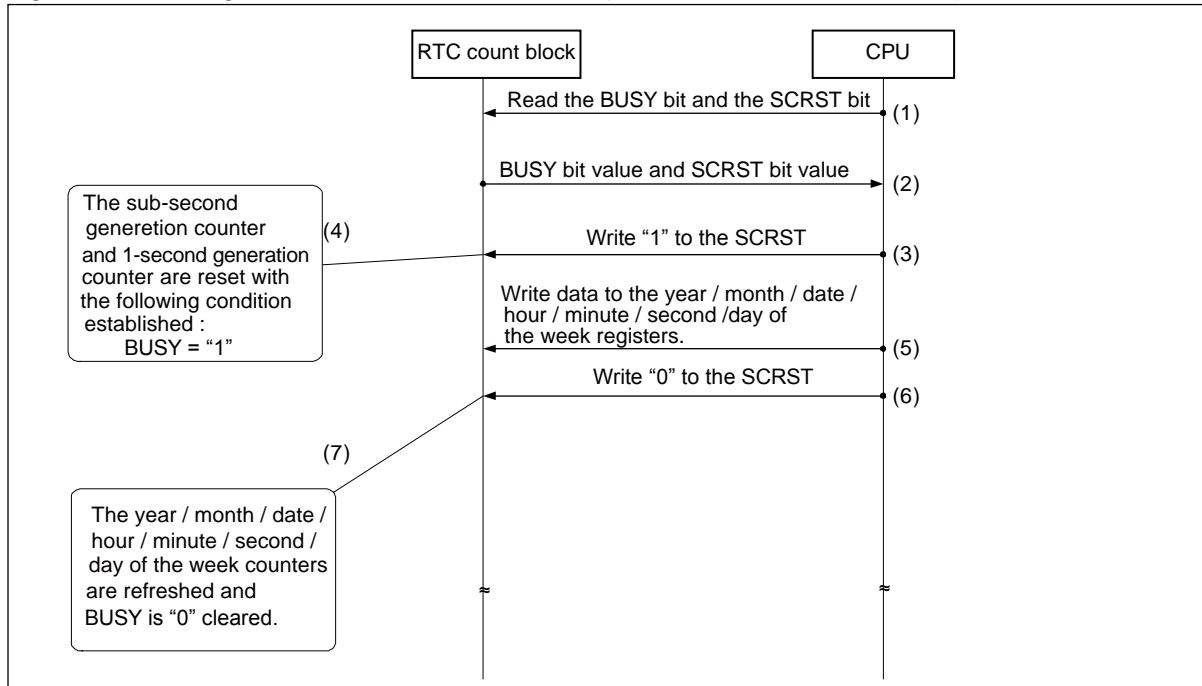 RTC count block
CPU
Read the BUSY bit and the SCRST bit
(1)
BUSY bit value and SCRST bit value
(2)
The sub-second
generetion counter
and 1-second generation
counter are reset with
the following condition
established :
BUSY = “1”
(4)
Write “1” to the SCRST
(3)
Write data to the year / month / date /
hour / minute / second /day of
the week registers.
(5)
Write “0” to the SCRST
(6)
(7)
The year / month / date /
hour / minute / second /
day of the week counters
are refreshed and
BUSY is “0” cleared.